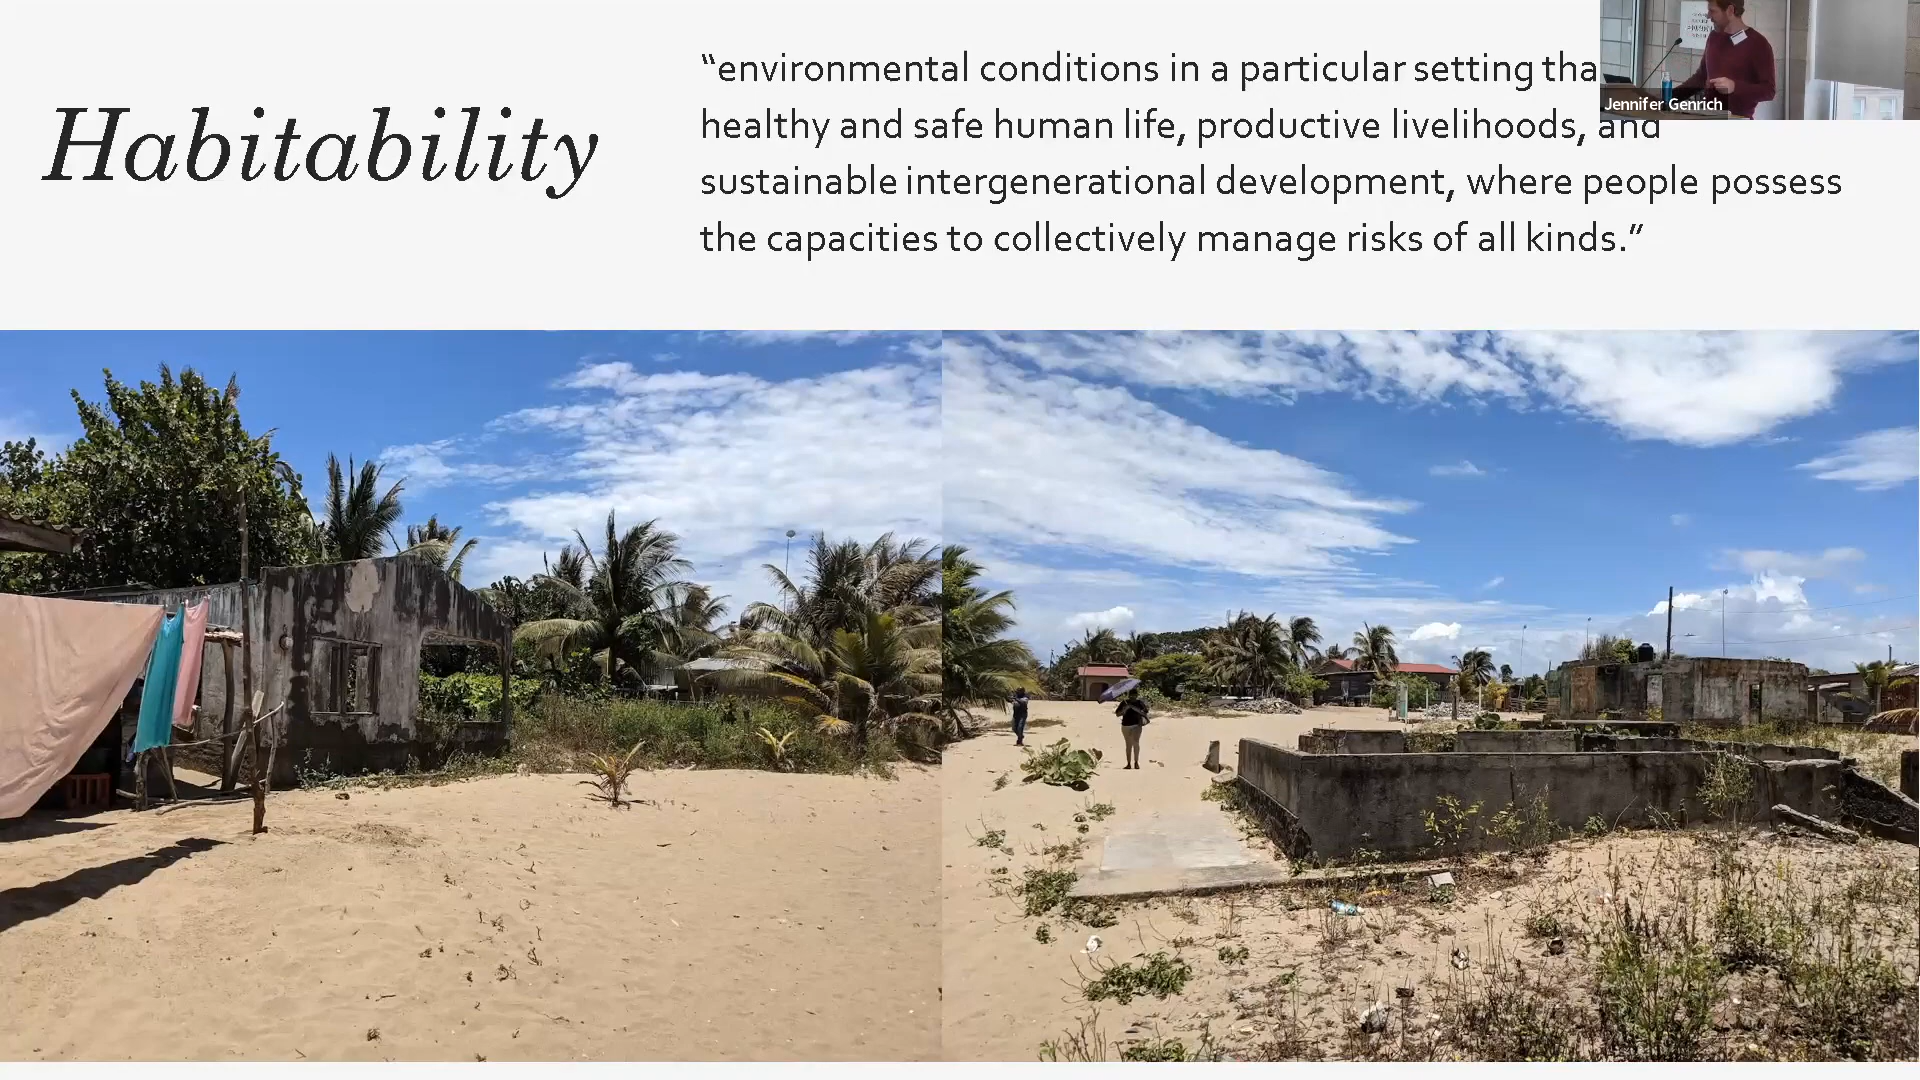 Habitability
“environmental conditions in a particular setting tha
healthy and safe human life, productive livelihoods, and
sustainable intergenerational development, where people possess
the capacities to collectively manage risks of all kinds.”
Jennifer Genrich